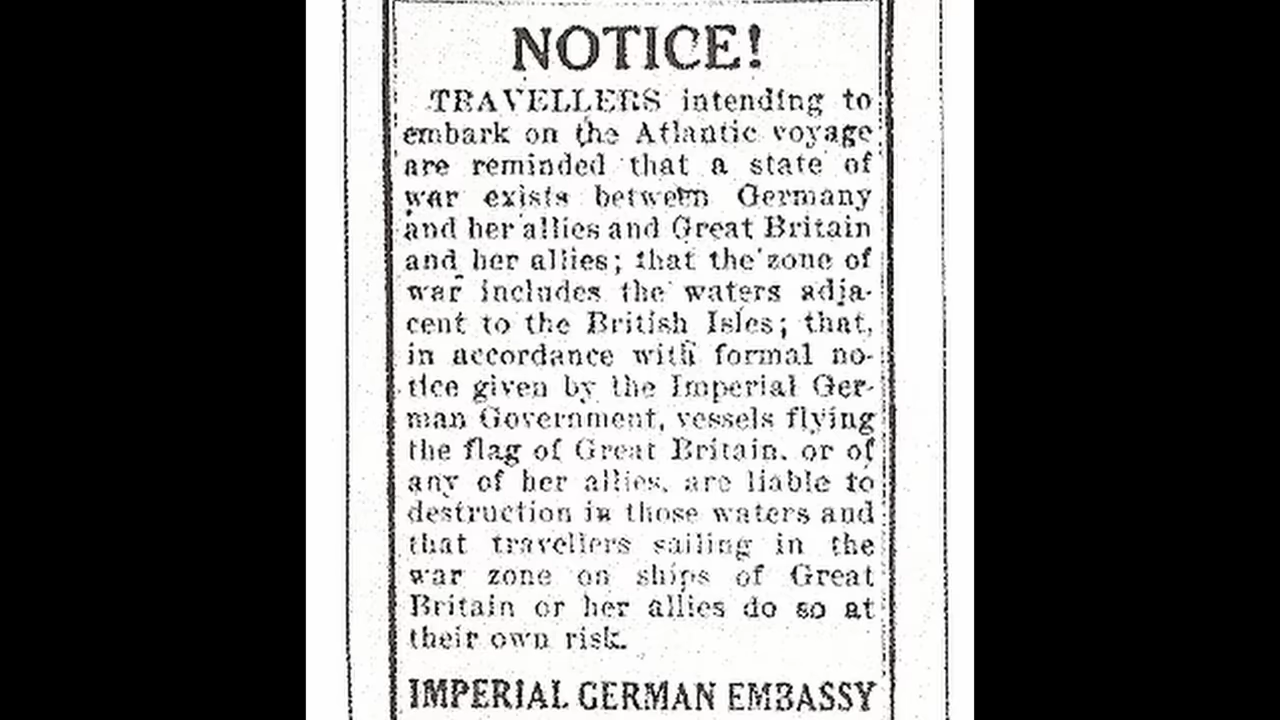 NOTICE!
TRAVELLERS intending to
embark on the Atlantic voyage
are reminded that a state of
war exists between Germany
and her allies and Great Britain
and her allies; that the zone of
war includes the waters adja-
cent to the British Isles; that,
in accordance with formal no-
tice given by the Imperial Ger-
man Government, vessels flying
the flag of Great Britain, or of
any of her allies, are liable to
destruction in those waters and
that travellers sailing in the
war zone on ships of Great
Britain or her allies do so at
their own risk.
IMPERIAL GERMAN EMBASSY